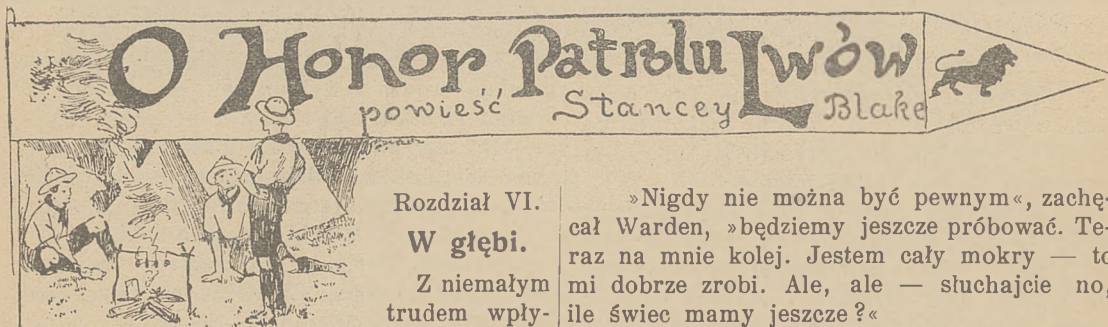 O Honor Patrolu Lwów
powieść Stancey Blake
Rozdział VI.
W głębi.
Z niemałym
trudem wpły-
»Nigdy nie można być pewnym«, zachę-
cał Warden, »będziemy jeszcze próbować. Te-
raz na mnie kolej. Jestem cały mokry — to
mi dobrze zrobi. Ale, ale — słuchajcie no,
ile świec mamy jeszcze?«